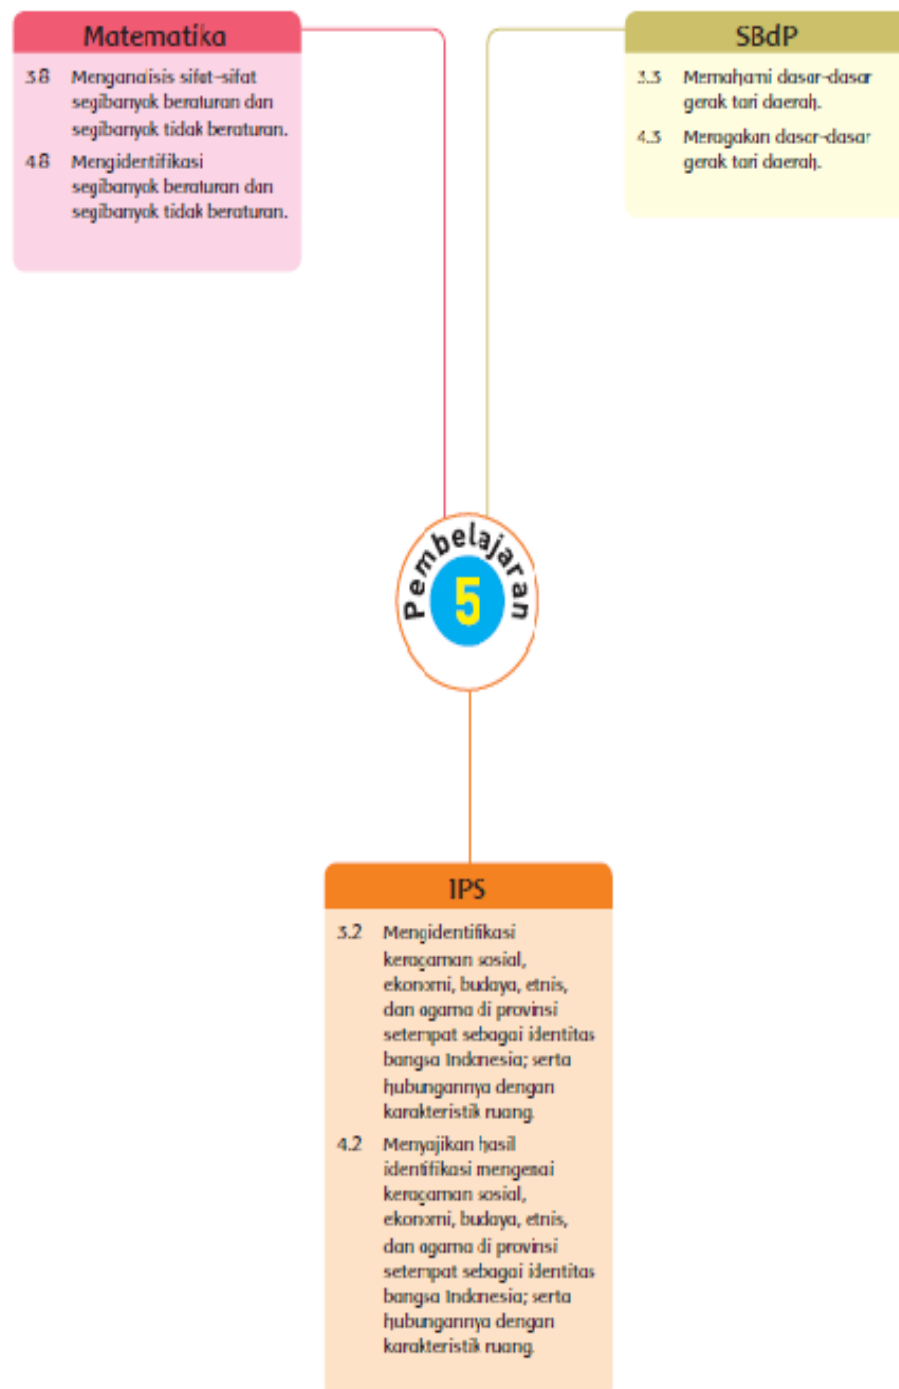 Matematika
3.8 Menganalisis sifat-sifat
segibanyak beraturan dan
segibanyak tidak beraturan.
4.8 Mengidentifikasi
segibanyak beraturan dan
segibanyak tidak beraturan.
SBdP
3.3 Memahami dasar-dasar
gerak tari daerah.
4.3 Meragakan dasar-dasar
gerak tari daerah.
Pembelajaran
5
IPS
3.2 Mengidentifikasi
keragaman sosial,
ekonomi, budaya, etnis,
dan agama di provinsi
setempat sebagai identitas
bangsa Indonesia; serta
hubungannya dengan
karakteristik ruang.
4.2 Menyajikan hasil
identifikasi mengenai
keragaman sosial,
ekonomi, budaya, etnis,
dan agama di provinsi
setempat sebagai identitas
bangsa Indonesia; serta
hubungannya dengan
karakteristik ruang.